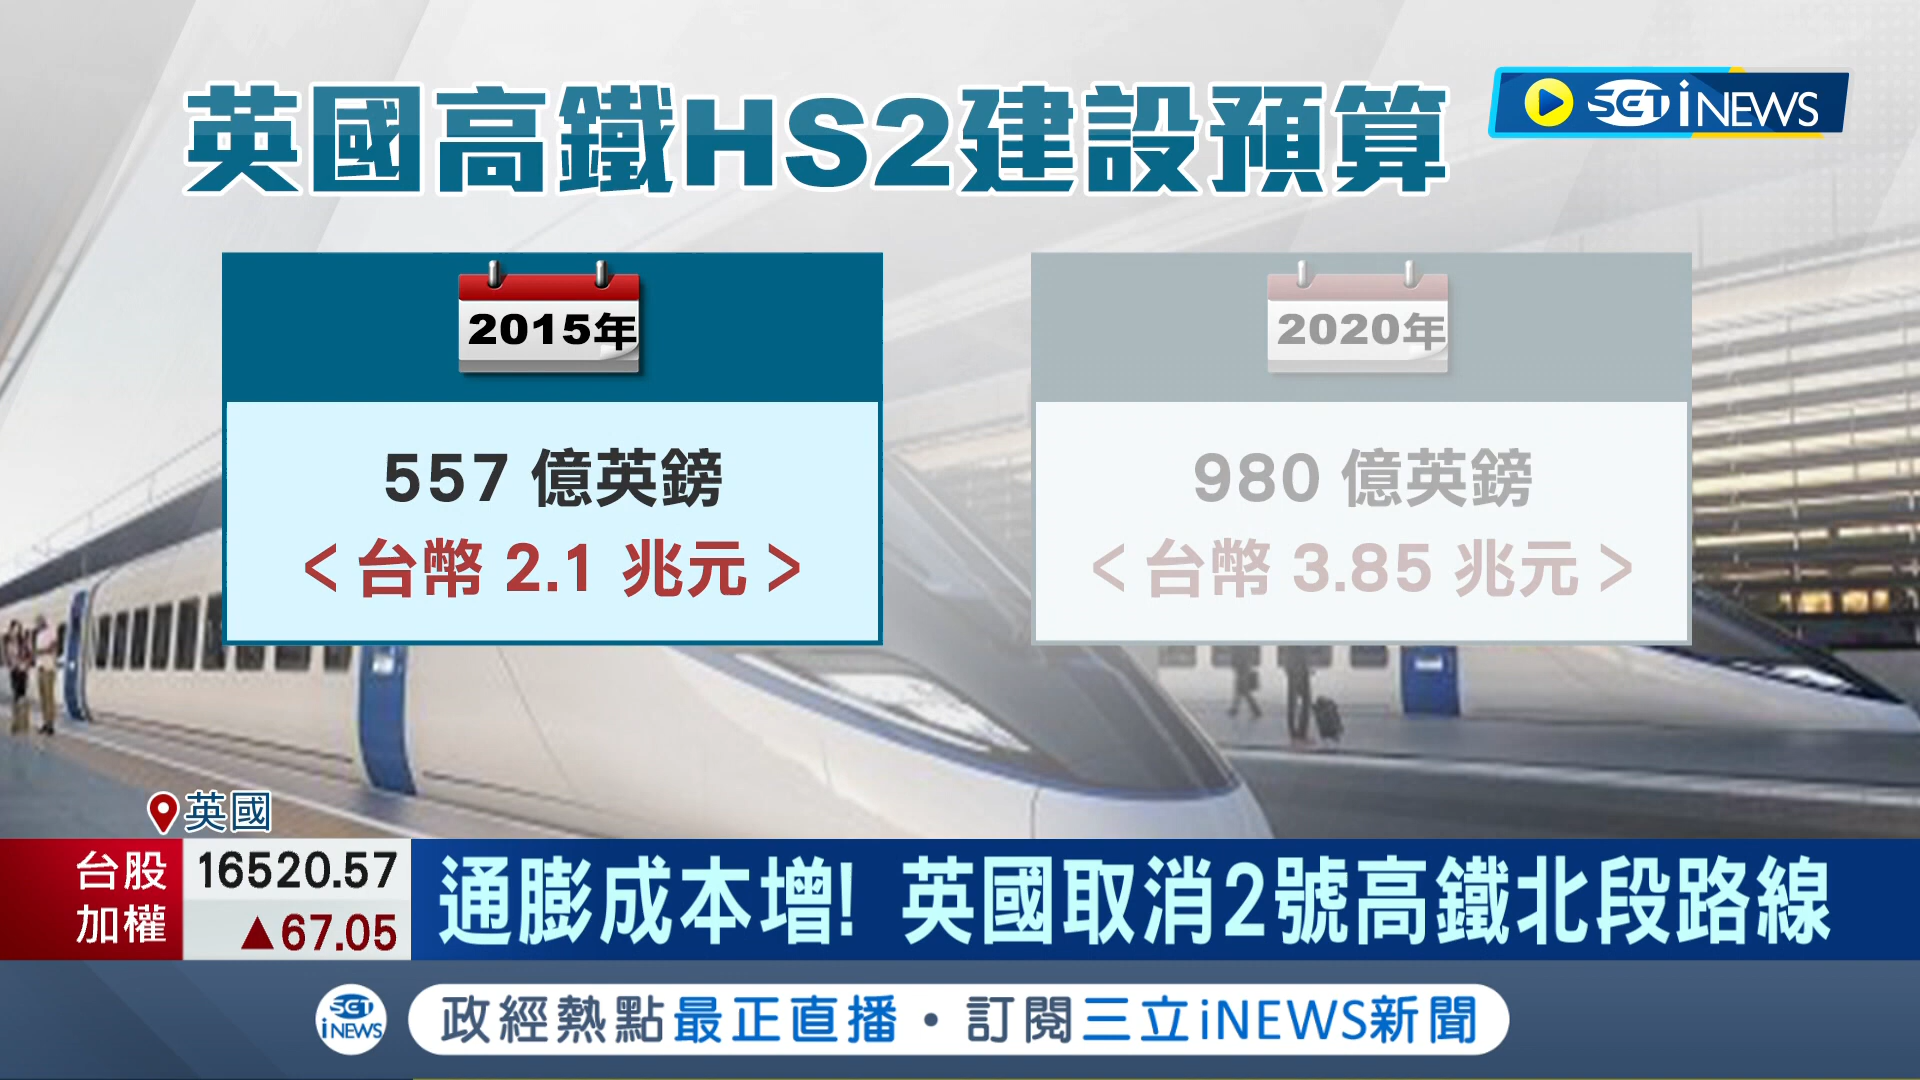 英國高鐵HS2建設預算
SET iNEWS
2015年
557 億英鎊
< 台幣 2.1 兆元 >
2020年
980 億英鎊
< 台幣 3.85 兆元 >
英國
台股
加權
16520.57
▲67.05
通膨成本增! 英國取消2號高鐵北段路線
SET
iNEWS
政經熱點最正直播・訂閱三立iNEWS新聞